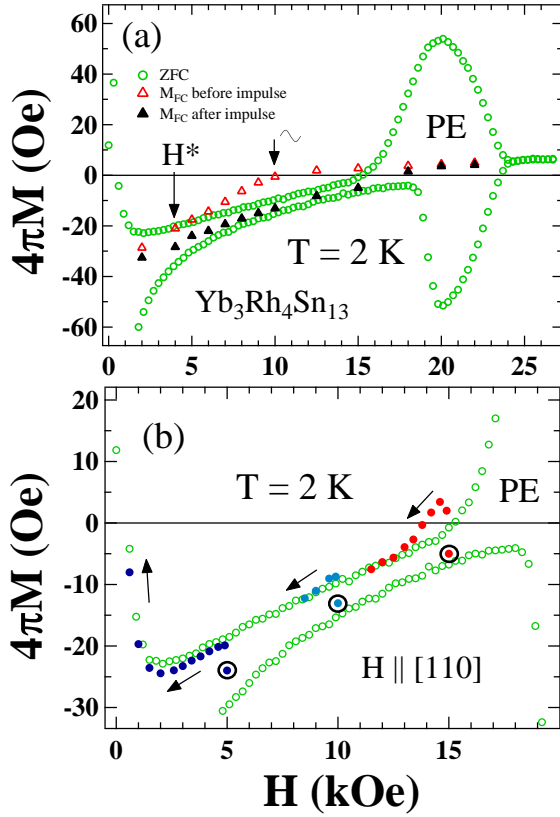 (a)
ZFC
M_FC before impulse
M_FC after impulse
H*
PE
T = 2 K
Yb₃Rh₄Sn₁₃
4πM (Oe)
60
40
20
0
-20
-40
-60
0 5 10 15 20 25
(b)
T = 2 K
PE
H || [110]
4πM (Oe)
20
10
0
-10
-20
-30
0 5 10 15
H (kOe)